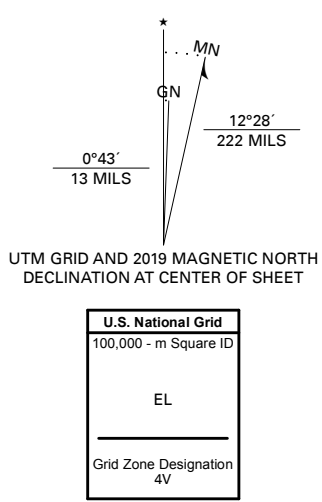 ★
MN
GN
12°28´
222 MILS
0°43´
13 MILS
UTM GRID AND 2019 MAGNETIC NORTH
DECLINATION AT CENTER OF SHEET
U.S. National Grid
100,000 - m Square ID
EL
Grid Zone Designation
4V